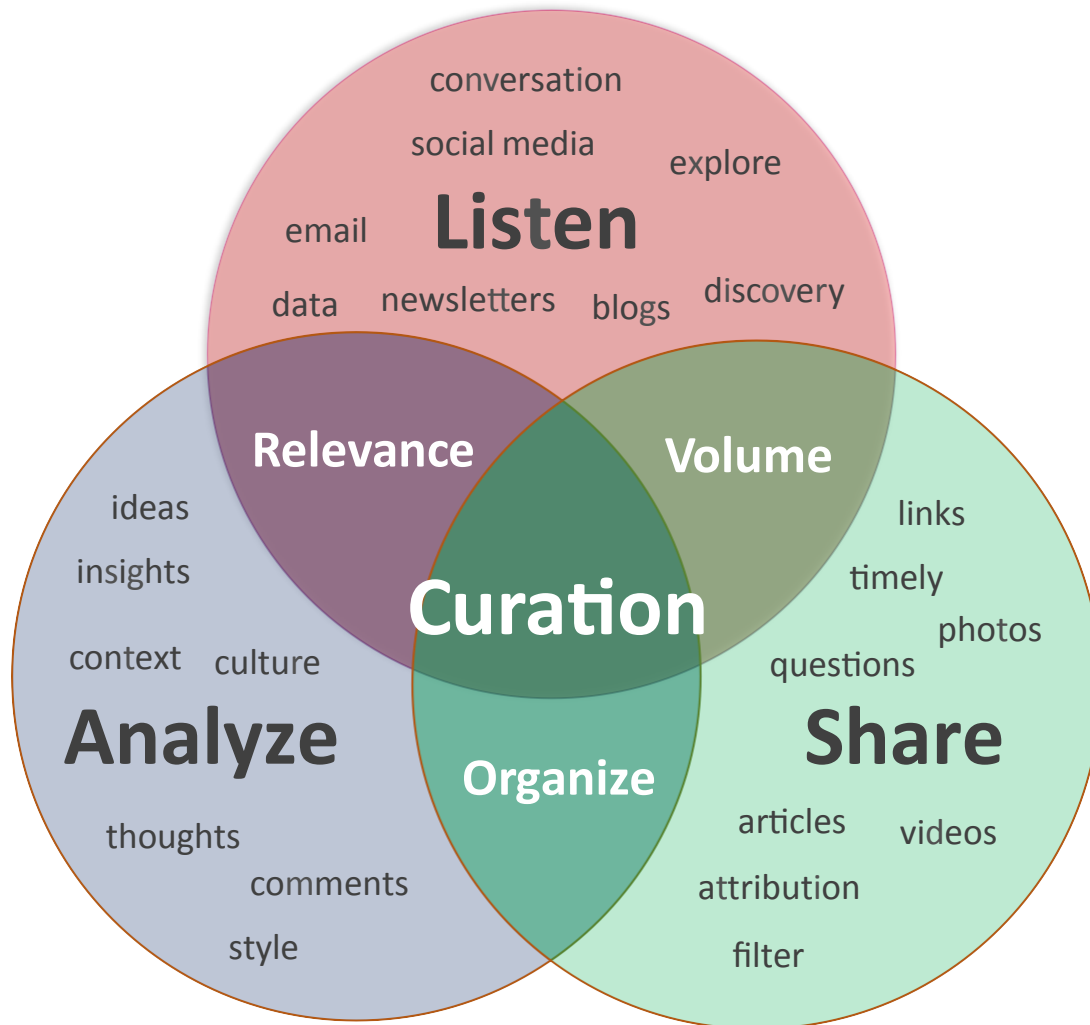 conversation
social media
explore
email
Listen
data
newsletters
blogs
discovery
Relevance
Volume
ideas
links
insights
timely
photos
Curation
context
culture
questions
Analyze
Share
Organize
thoughts
articles
videos
comments
attribution
style
filter